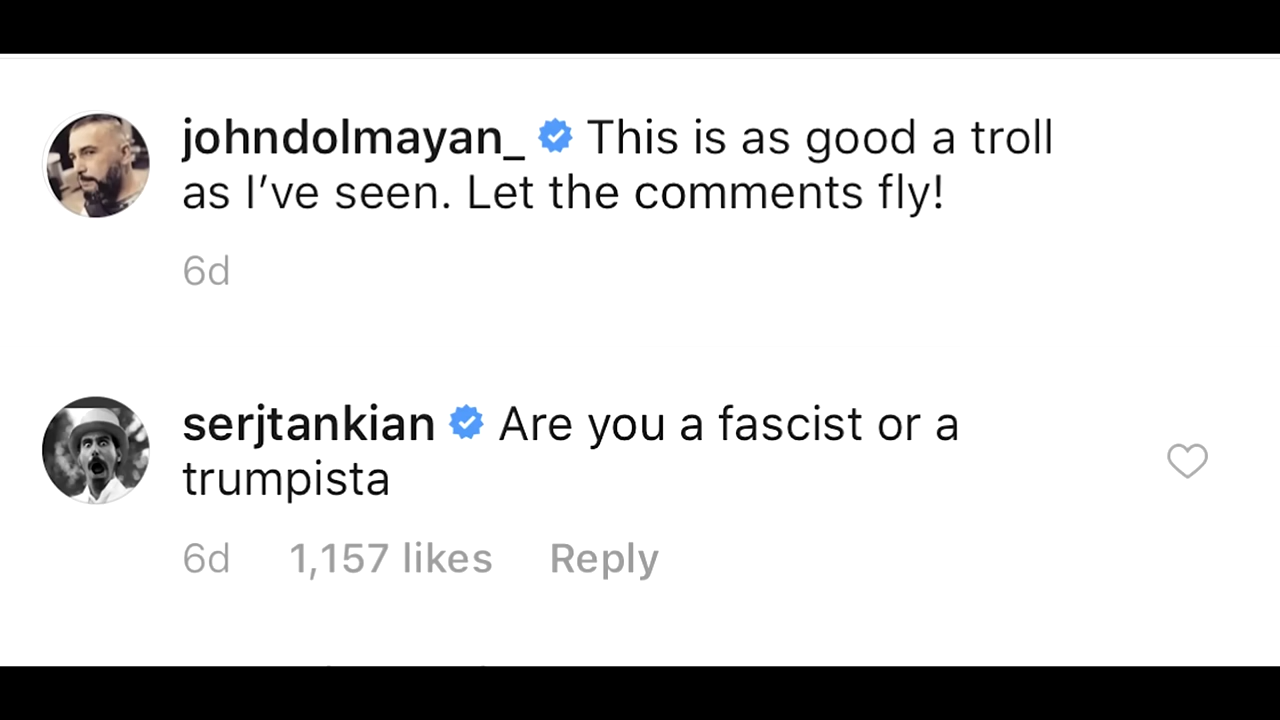 johndolmayan_ This is as good a troll
as I’ve seen. Let the comments fly!
6d
serjtankian Are you a fascist or a
trumpista
6d 1,157 likes Reply